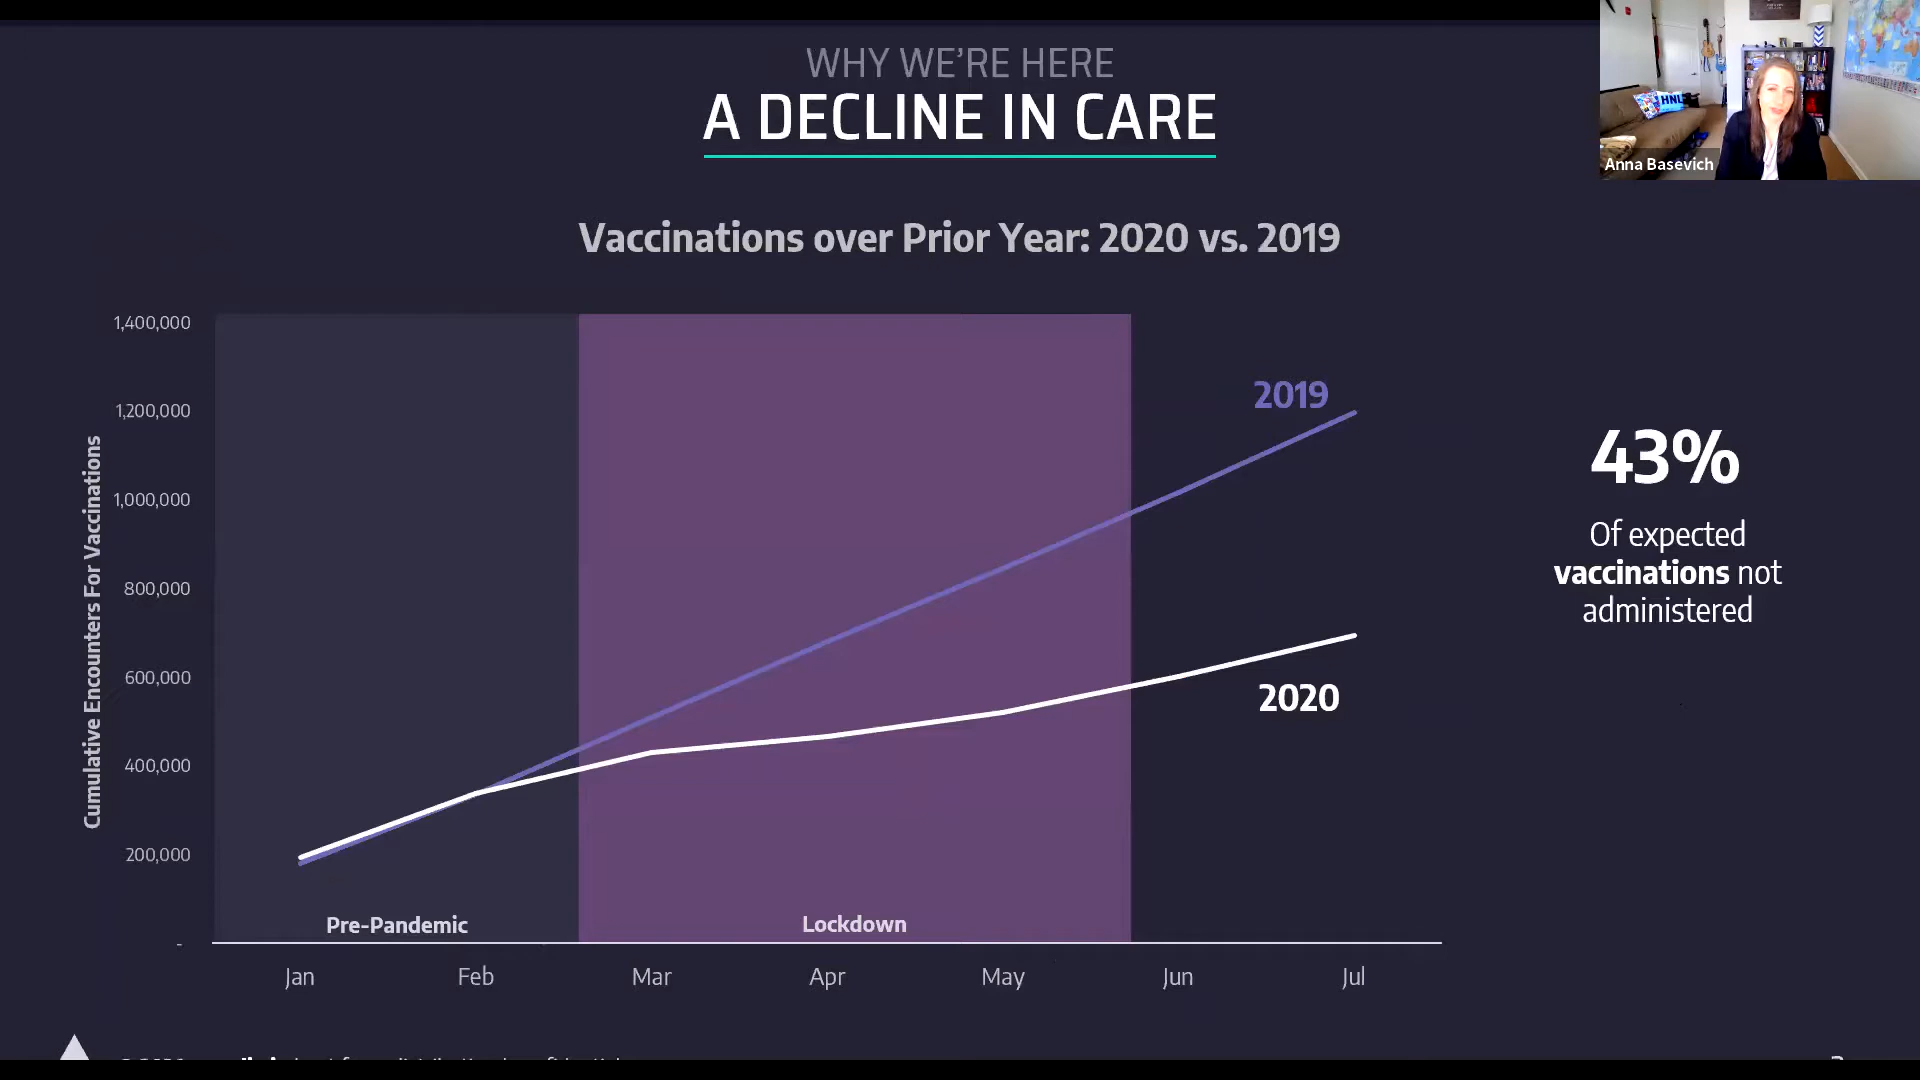 WHY WE'RE HERE
A DECLINE IN CARE
HNL
Anna Basevich
Vaccinations over Prior Year: 2020 vs. 2019
Cumulative Encounters For Vaccinations
1,400,000
1,200,000
1,000,000
800,000
600,000
400,000
200,000
-
2019
2020
Pre-Pandemic
Lockdown
Jan
Feb
Mar
Apr
May
Jun
Jul
43%
Of expected
vaccinations not
administered